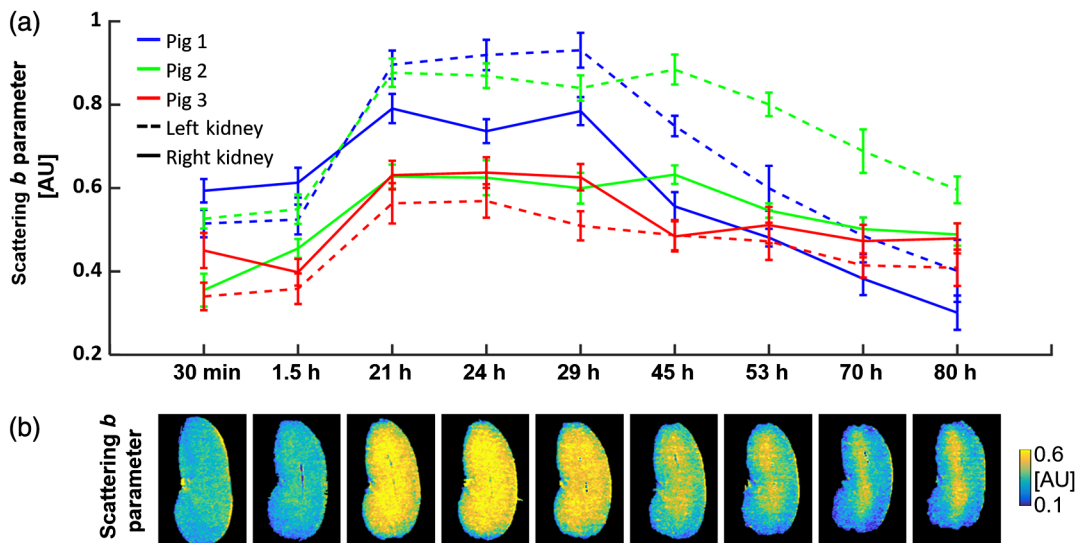 (a)
Scattering b parameter
[AU]
1
0.8
0.6
0.4
0.2
Pig 1
Pig 2
Pig 3
Left kidney
Right kidney
30 min 1.5 h 21 h 24 h 29 h 45 h 53 h 70 h 80 h
(b)
Scattering b
parameter
0.6
[AU]
0.1